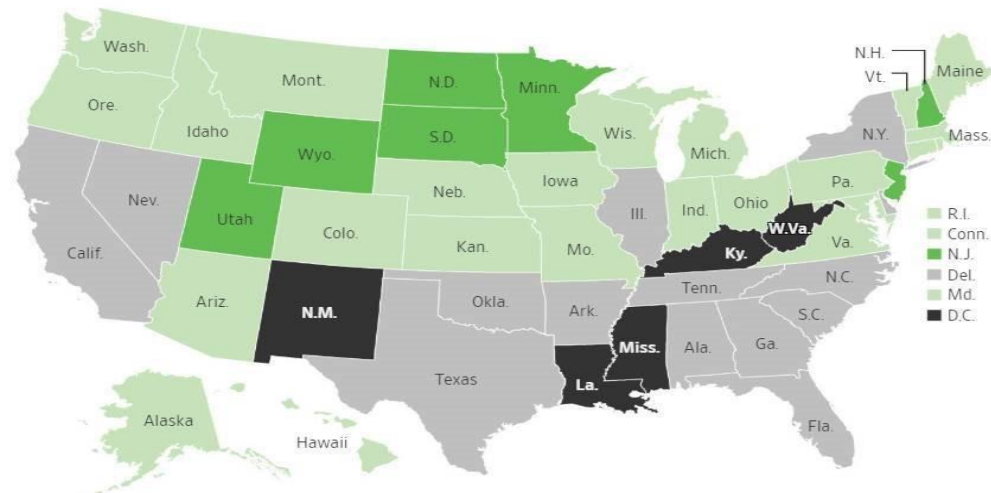 N.H.
Wash.
Vt.
Maine
Mont.
N.D.
Minn.
Ore.
Idaho
Wis.
N.Y.
Mass.
S.D.
Mich.
Wyo.
Iowa
Pa.
Neb.
Nev.
Ill.
Ind.
Ohio
Utah
R.I.
W.Va.
Colo.
Conn.
Kan.
Mo.
Va.
Calif.
Ky.
N.J.
N.C.
Del.
Tenn.
Okla.
Ariz.
Md.
N.M.
Ark.
S.C.
D.C.
Miss.
Ala.
Ga.
Texas
La.
Alaska
Fla.
Hawaii